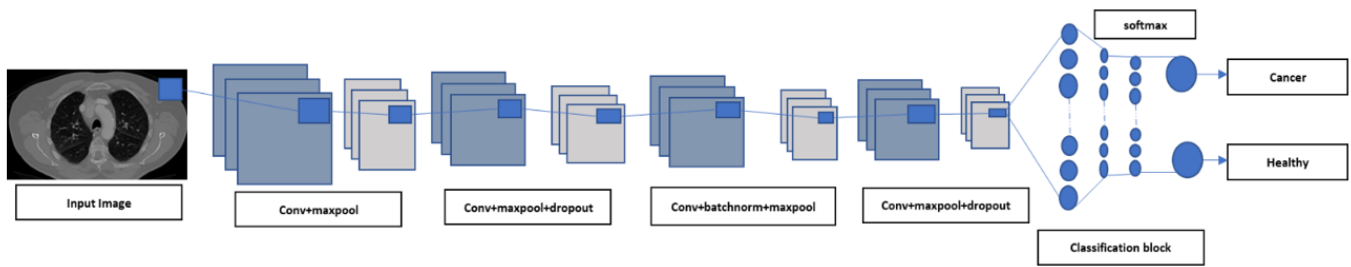 softmax
Cancer
Healthy
Input Image
Conv+maxpool
Conv+maxpool+dropout
Conv+batchnorm+maxpool
Conv+maxpool+dropout
Classification block